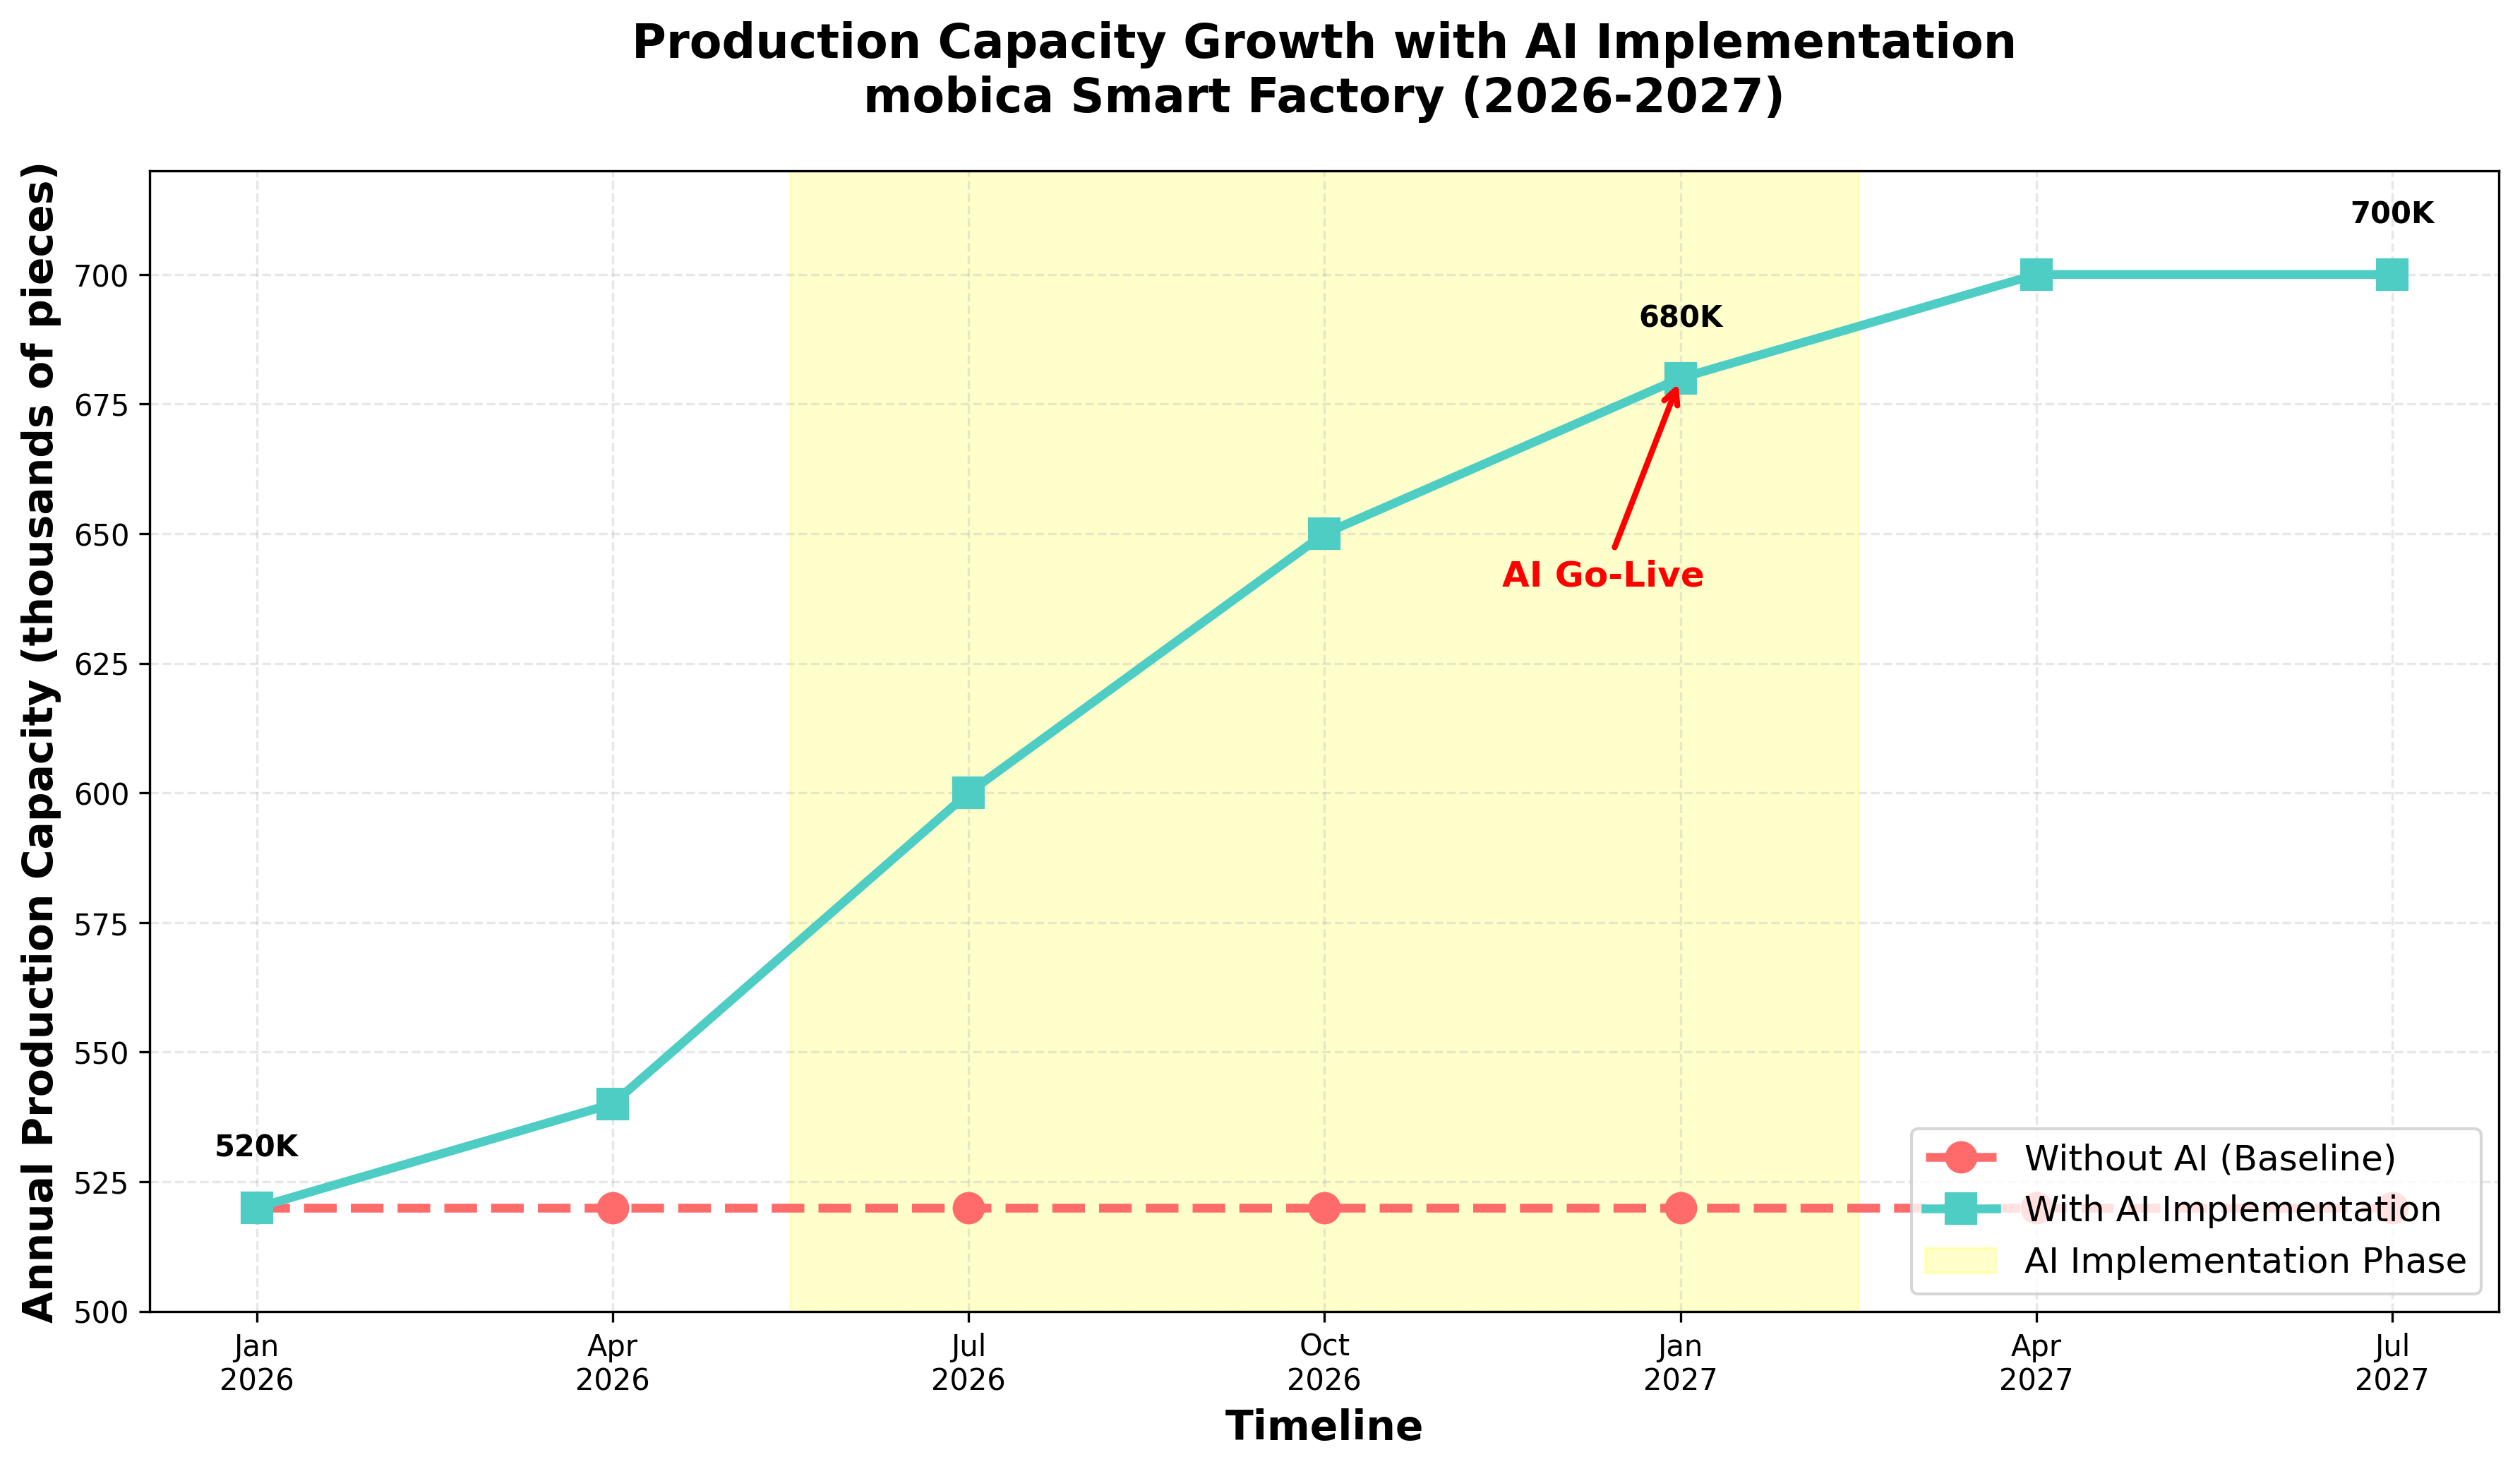 Production Capacity Growth with AI Implementation
mobica Smart Factory (2026-2027)
Annual Production Capacity (thousands of pieces)
700
675
650
625
600
575
550
525
500
520K
680K
700K
AI Go-Live
Without AI (Baseline)
With AI Implementation
AI Implementation Phase
Jan
2026
Apr
2026
Jul
2026
Oct
2026
Jan
2027
Apr
2027
Jul
2027
Timeline